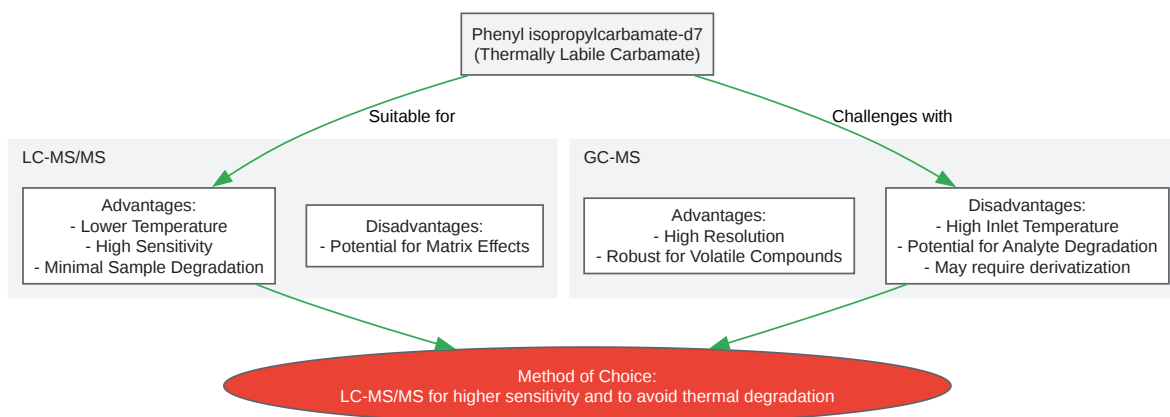 Phenyl isopropylcarbamate-d7
(Thermally Labile Carbamate)
Suitable for
Challenges with
LC-MS/MS
Advantages:
- Lower Temperature
- High Sensitivity
- Minimal Sample Degradation
Disadvantages:
- Potential for Matrix Effects
GC-MS
Advantages:
- High Resolution
- Robust for Volatile Compounds
Disadvantages:
- High Inlet Temperature
- Potential for Analyte Degradation
- May require derivatization
Method of Choice:
LC-MS/MS for higher sensitivity and to avoid thermal degradation